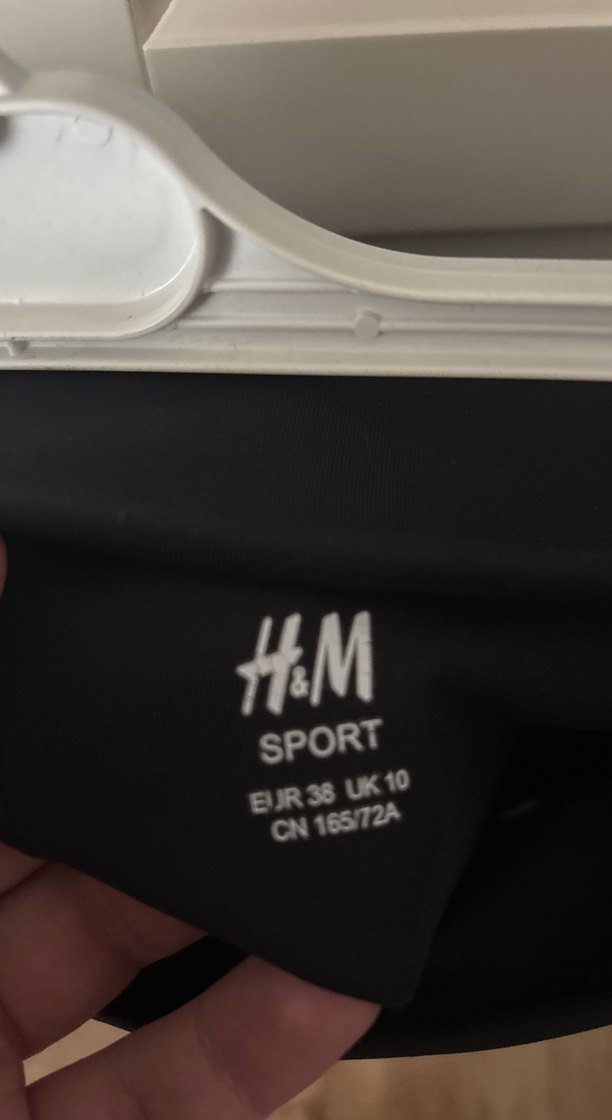 H&M
SPORT
EUR 38 UK 10
CN 165/72A